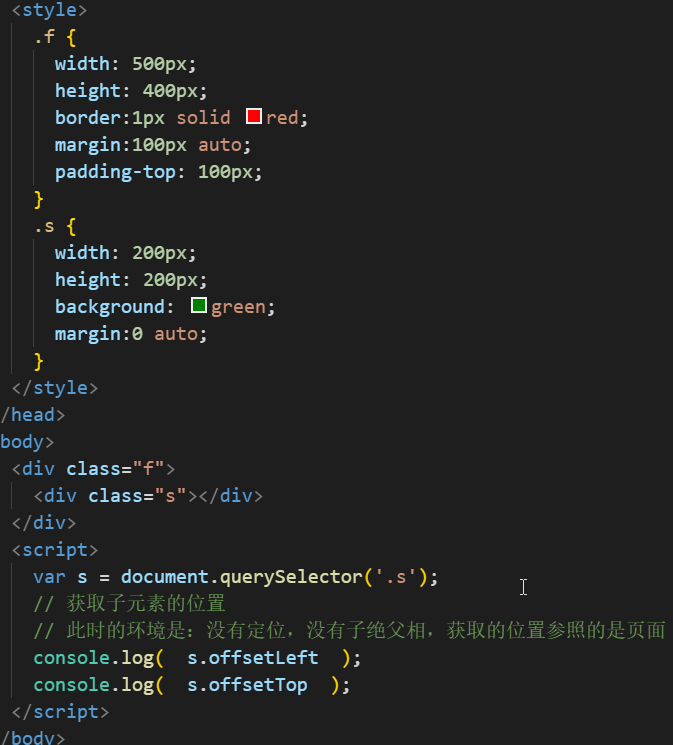 <style>
.f {
width: 500px;
height: 400px;
border:1px solid red;
margin:100px auto;
padding-top: 100px;
}
.s {
width: 200px;
height: 200px;
background: green;
margin:0 auto;
}
</style>
/head>
body>
<div class="f">
<div class="s"></div>
</div>
<script>
var s = document.querySelector('.s');
// 获取子元素的位置
// 此时的环境是: 没有定位, 没有子绝父相, 获取的位置参照的是页面
console.log(  s.offsetLeft  );
console.log(  s.offsetTop  );
</script>
/body>